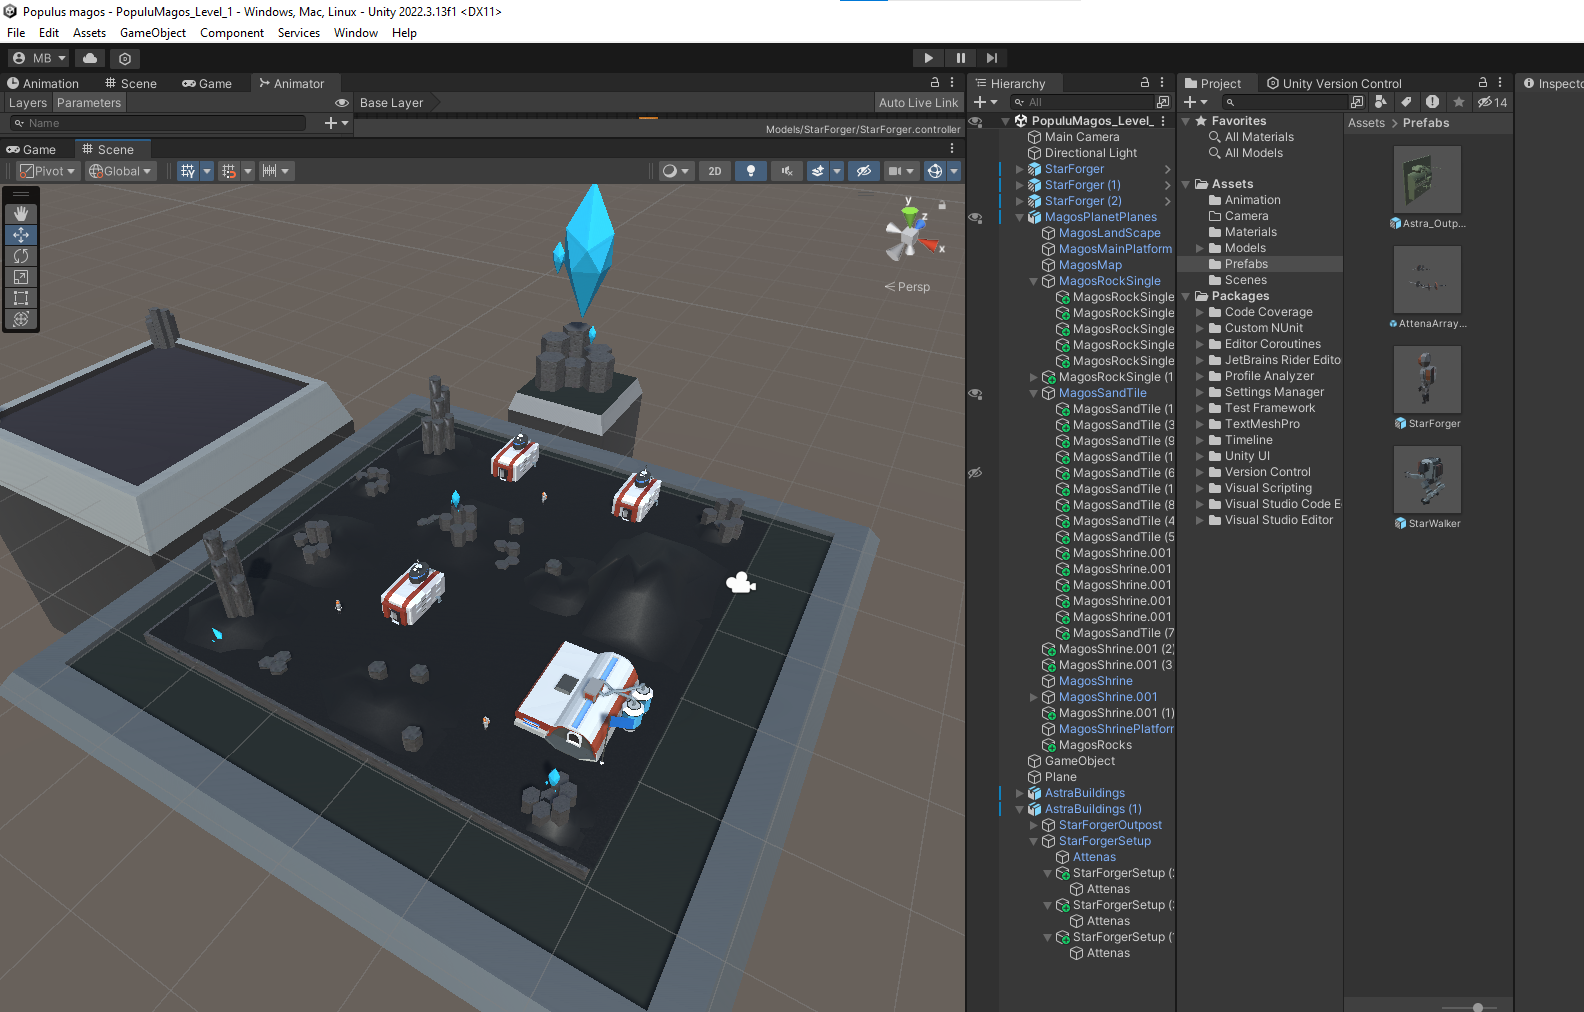 Populus magos - PopuluMagos_Level_1 - Windows, Mac, Linux - Unity 2022.3.13f1 <DX11>
File Edit Assets GameObject Component Services Window Help
MB
Animation Scene Game Animator
Layers Parameters Base Layer Auto Live Link
Name
Models/StarForger/StarForger.controller
Game Scene
Pivot Global 2D
y
z
x
Persp
Hierarchy
All
PopuluMagos_Level_
Main Camera
Directional Light
StarForger
StarForger (1)
StarForger (2)
MagosPlanetPlanes
MagosLandScape
MagosMainPlatform
MagosMap
MagosRockSingle
MagosRockSingle
MagosRockSingle
MagosRockSingle
MagosRockSingle
MagosRockSingle
MagosRockSingle (1
MagosSandTile
MagosSandTile (1
MagosSandTile (3
MagosSandTile (9
MagosSandTile (1
MagosSandTile (6
MagosSandTile (1
MagosSandTile (8
MagosSandTile (4
MagosSandTile (5
MagosShrine.001
MagosShrine.001
MagosShrine.001
MagosShrine.001
MagosShrine.001
MagosSandTile (7
MagosShrine.001 (2)
MagosShrine.001 (3
MagosShrine
MagosShrine.001
MagosShrine.001 (1)
MagosShrinePlatform
MagosRocks
GameObject
Plane
AstraBuildings
AstraBuildings (1)
StarForgerOutpost
StarForgerSetup
Attenas
StarForgerSetup (
Attenas
StarForgerSetup (
Attenas
StarForgerSetup (
Attenas
Project Unity Version Control
14
Favorites
All Materials
All Models
Assets
Animation
Camera
Materials
Models
Prefabs
Scenes
Packages
Code Coverage
Custom NUnit
Editor Coroutines
JetBrains Rider Edito
Profile Analyzer
Settings Manager
Test Framework
TextMeshPro
Timeline
Unity UI
Version Control
Visual Scripting
Visual Studio Code E
Visual Studio Editor
Assets > Prefabs
Astra_Outp...
AttenaArray...
StarForger
StarWalker
Inspecto